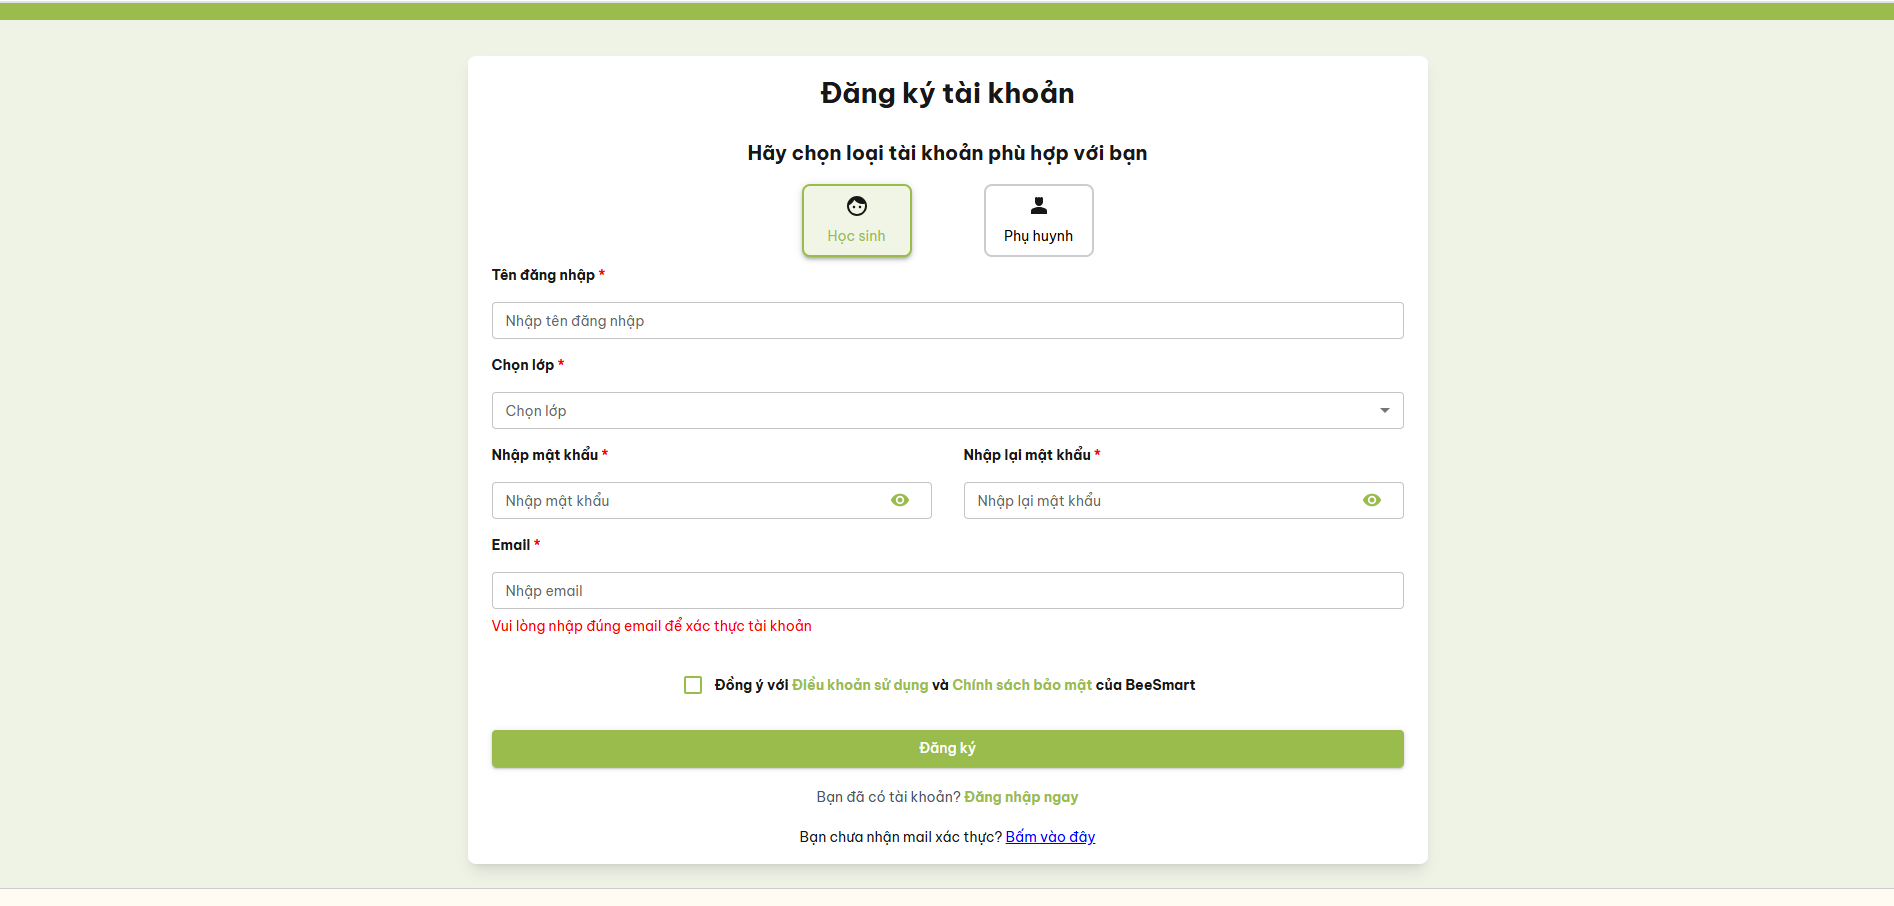 Đăng ký tài khoản
Hãy chọn loại tài khoản phù hợp với bạn
Học sinh
Phụ huynh
Tên đăng nhập *
Nhập tên đăng nhập
Chọn lớp *
Chọn lớp
Nhập mật khẩu *
Nhập lại mật khẩu *
Nhập mật khẩu
Nhập lại mật khẩu
Email *
Nhập email
Vui lòng nhập đúng email để xác thực tài khoản
Đồng ý với Điều khoản sử dụng và Chính sách bảo mật của BeeSmart
Đăng ký
Bạn đã có tài khoản? Đăng nhập ngay
Bạn chưa nhận mail xác thực? Bấm vào đây